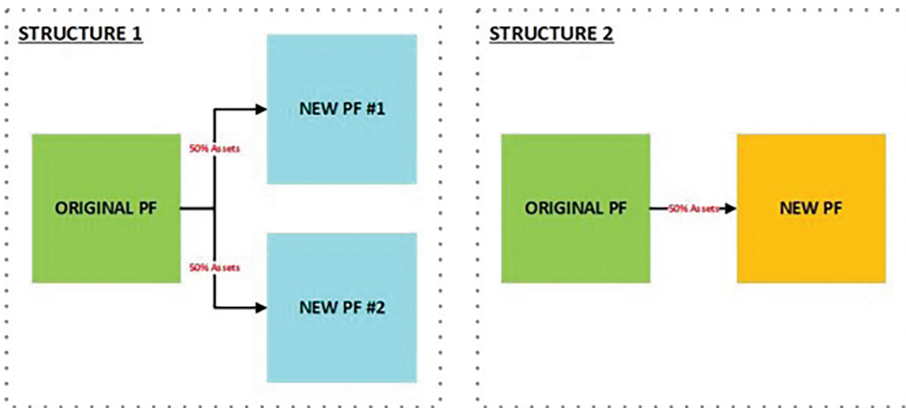 STRUCTURE 1
NEW PF #1
50% Assets
ORIGINAL PF
50% Assets
NEW PF #2
STRUCTURE 2
ORIGINAL PF
50% Assets
NEW PF